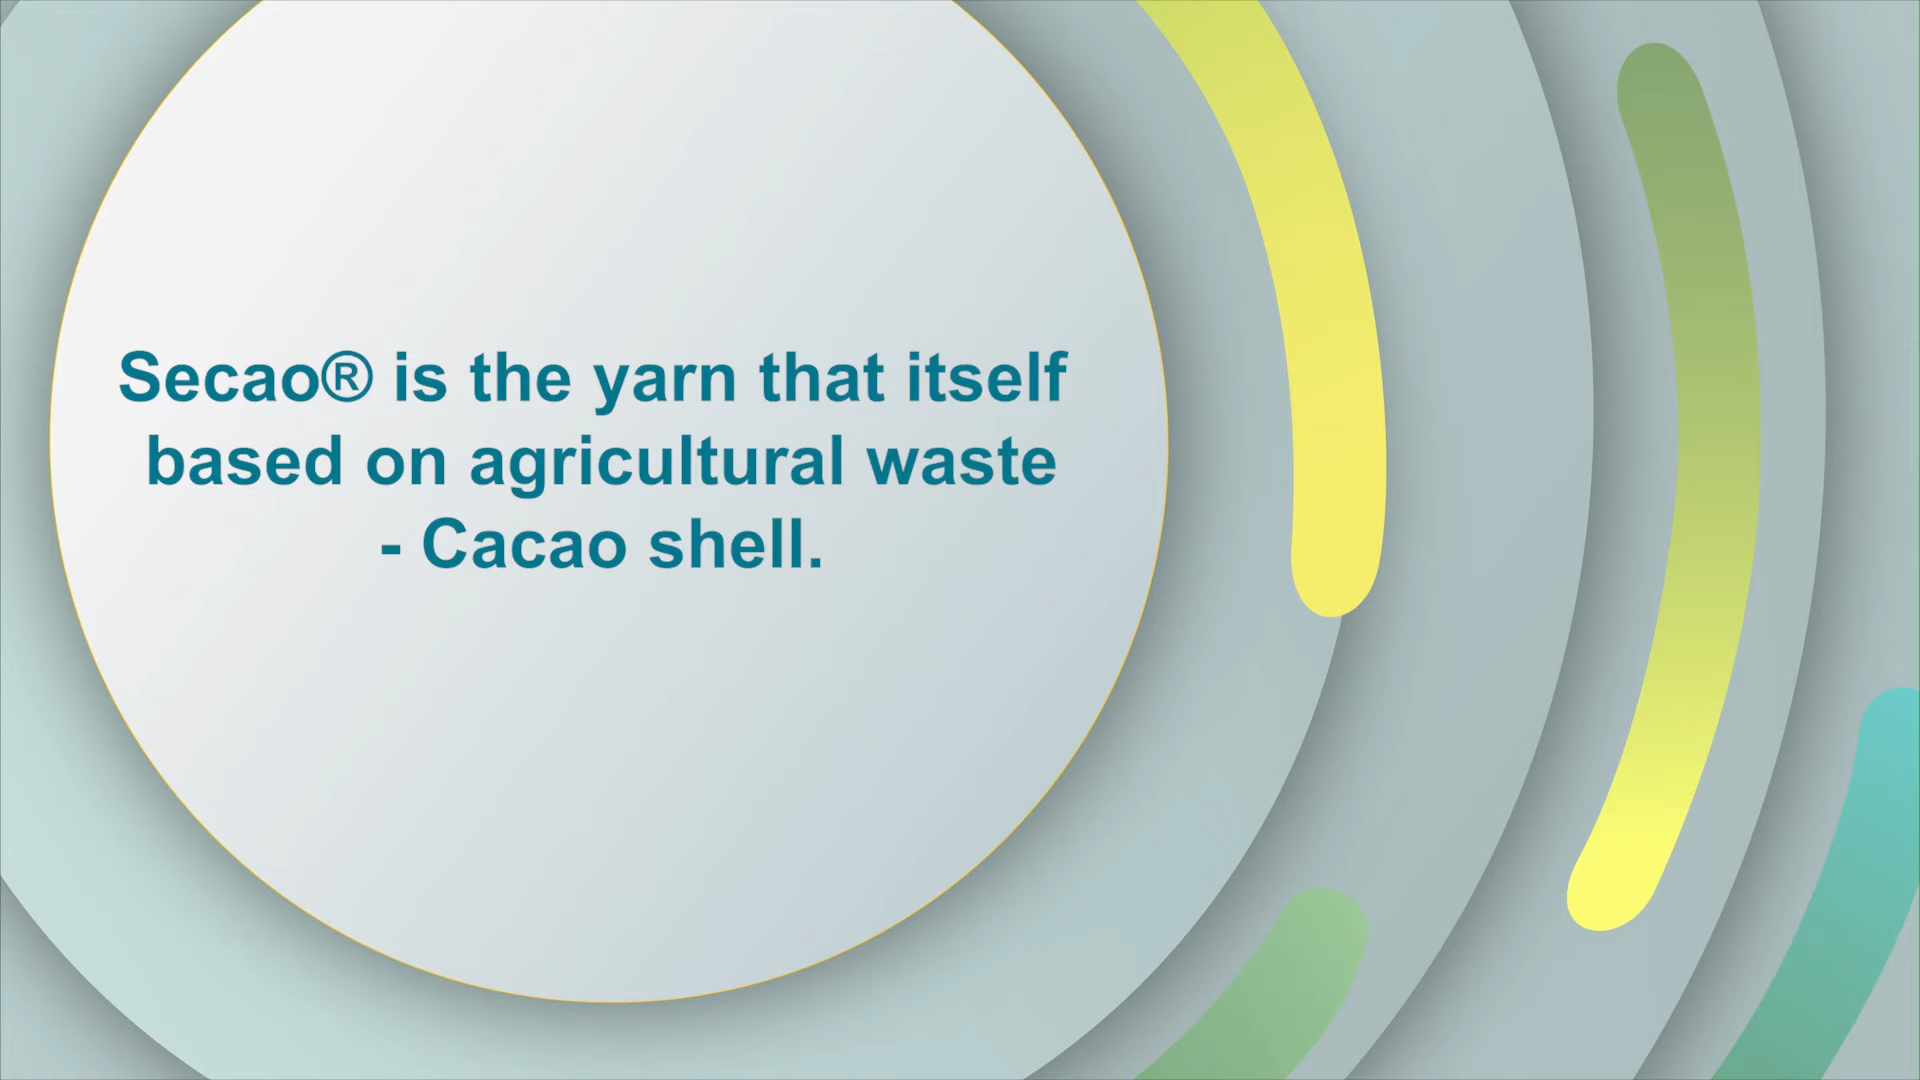 Secao® is the yarn that itself
based on agricultural waste
- Cacao shell.